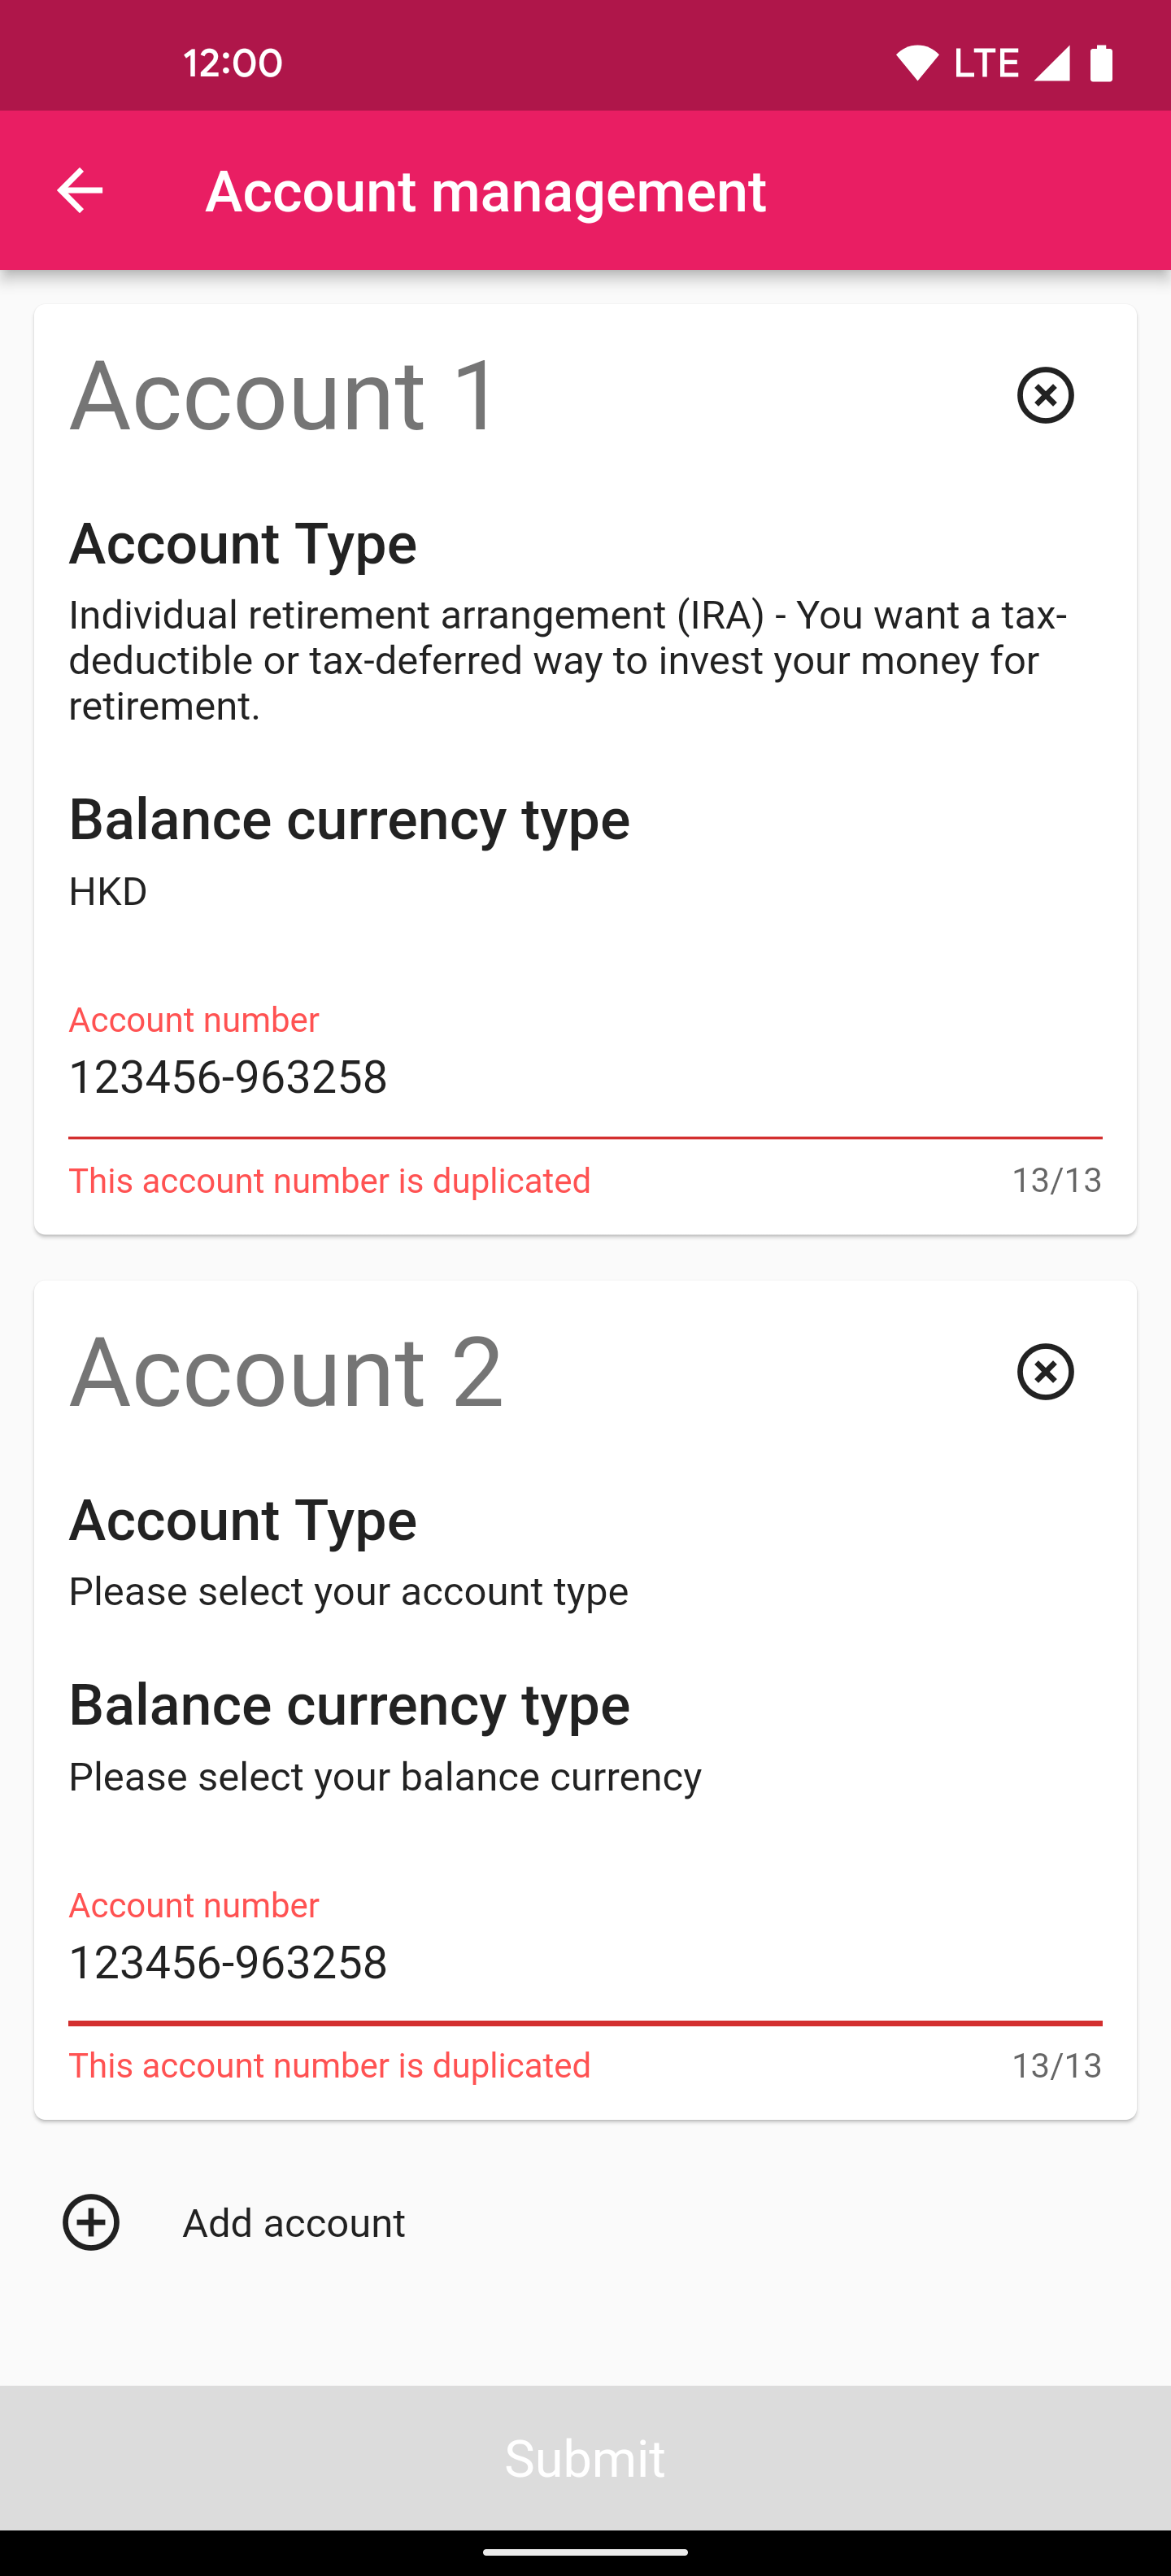 12:00
LTE
Account management
Account 1
Account Type
Individual retirement arrangement (IRA) - You want a tax-
deductible or tax-deferred way to invest your money for
retirement.
Balance currency type
HKD
Account number
123456-963258
This account number is duplicated
13/13
Account 2
Account Type
Please select your account type
Balance currency type
Please select your balance currency
Account number
123456-963258
This account number is duplicated
13/13
Add account
Submit